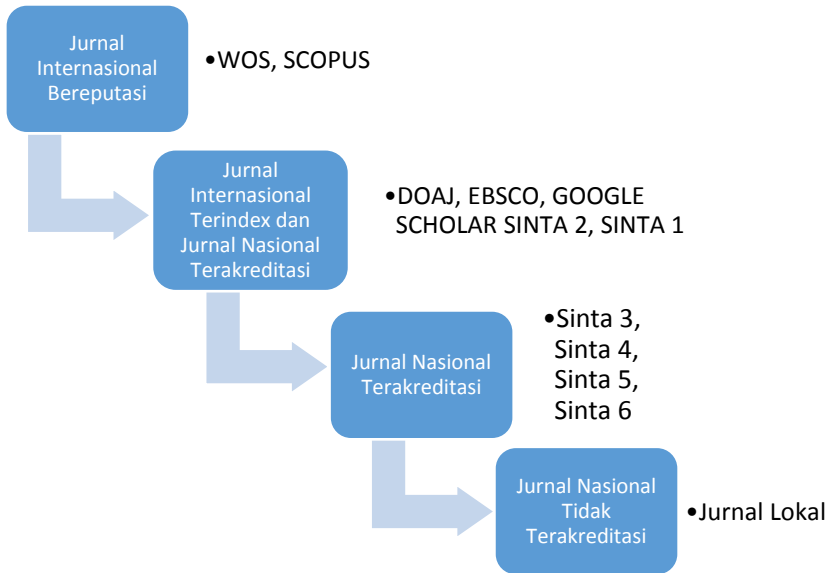 Jurnal
Internasional
Bereputasi
•WOS, SCOPUS
Jurnal
Internasional
Terindex dan
Jurnal Nasional
Terakreditasi
•DOAJ, EBSCO, GOOGLE
SCHOLAR SINTA 2, SINTA 1
Jurnal Nasional
Terakreditasi
•Sinta 3,
Sinta 4,
Sinta 5,
Sinta 6
Jurnal Nasional
Tidak
Terakreditasi
•Jurnal Lokal